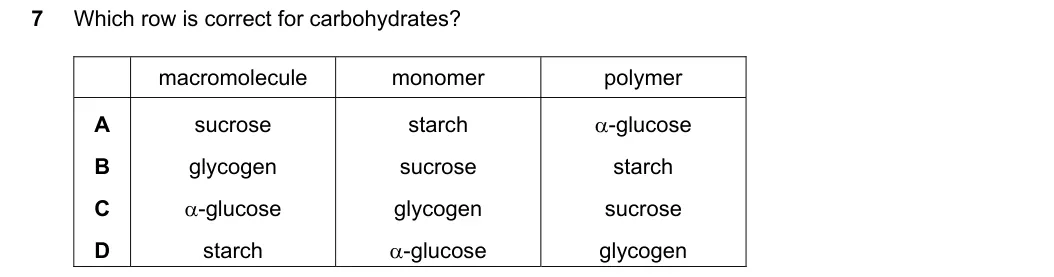 7 Which row is correct for carbohydrates?
macromolecule monomer polymer
A sucrose starch α-glucose
B glycogen sucrose starch
C α-glucose glycogen sucrose
D starch α-glucose glycogen